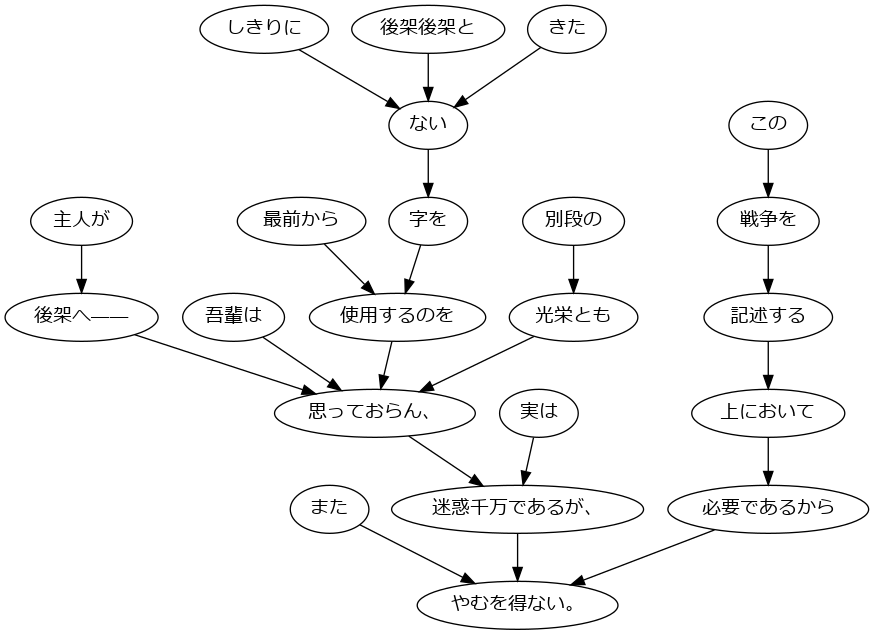 しきりに
後架後架と
きた
ない
この
主人が
最前から
字を
別段の
戦争を
後架へ――
吾輩は
使用するのを
光栄とも
記述する
思っておらん、
実は
上において
また
迷惑千万であるが、
必要であるから
やむを得ない。